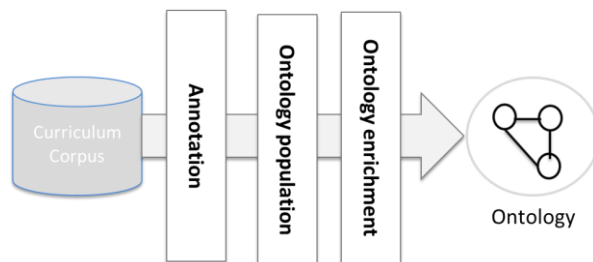 Curriculum
Corpus
Annotation
Ontology population
Ontology enrichment
Ontology